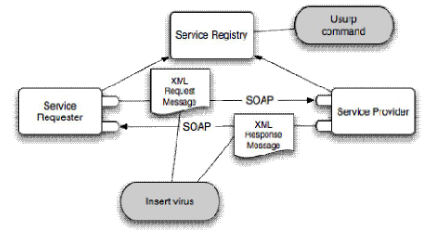 Usurp
command
Service Registry
XML
Request
Message
SOAP
Service
Requester
Service Provider
SOAP
XML
Response
Message
Insert virus